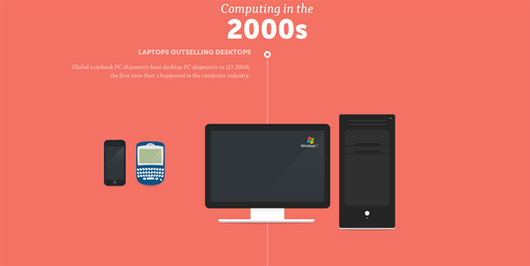 Computing in the
2000s
LAPTOPS OUTSELLING DESKTOPS
Global notebook PC shipments beat desktop PC shipments in Q3 2008,
the first time that's happened in the computer industry.
Windows 7